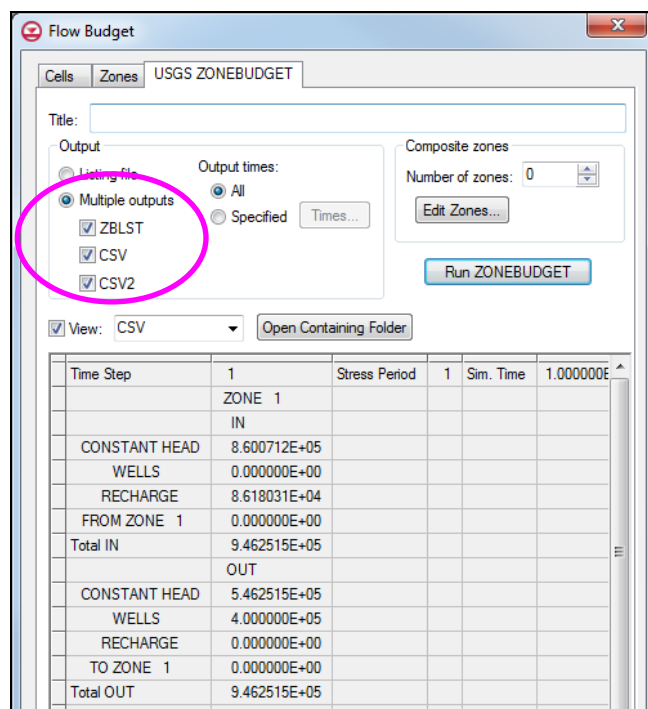 Flow Budget
Cells Zones USGS ZONEBUDGET
Title:
Output
Listing file
Multiple outputs
ZBLST
CSV
CSV2
Output times:
All
Specified Times...
Composite zones
Number of zones: 0
Edit Zones...
Run ZONEBUDGET
View: CSV Open Containing Folder
Time Step 1 Stress Period 1 Sim. Time 1.000000E
ZONE 1
IN
CONSTANT HEAD 8.600712E+05
WELLS 0.000000E+00
RECHARGE 8.618031E+04
FROM ZONE 1 0.000000E+00
Total IN 9.462515E+05
OUT
CONSTANT HEAD 5.462515E+05
WELLS 4.000000E+05
RECHARGE 0.000000E+00
TO ZONE 1 0.000000E+00
Total OUT 9.462515E+05